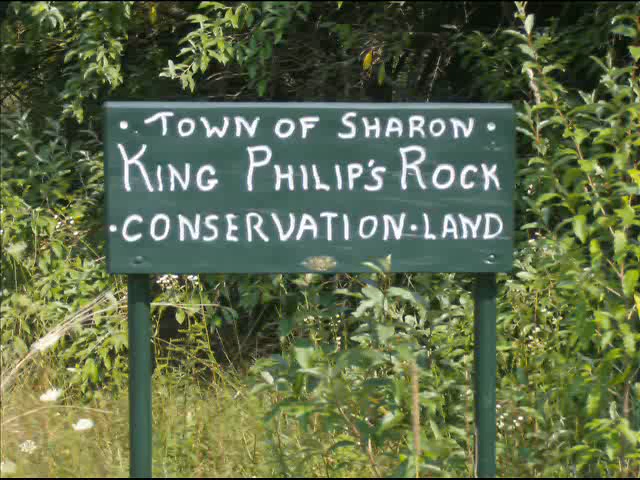 • TOWN OF SHARON •
KING PHILIP'S ROCK
•CONSERVATION•LAND